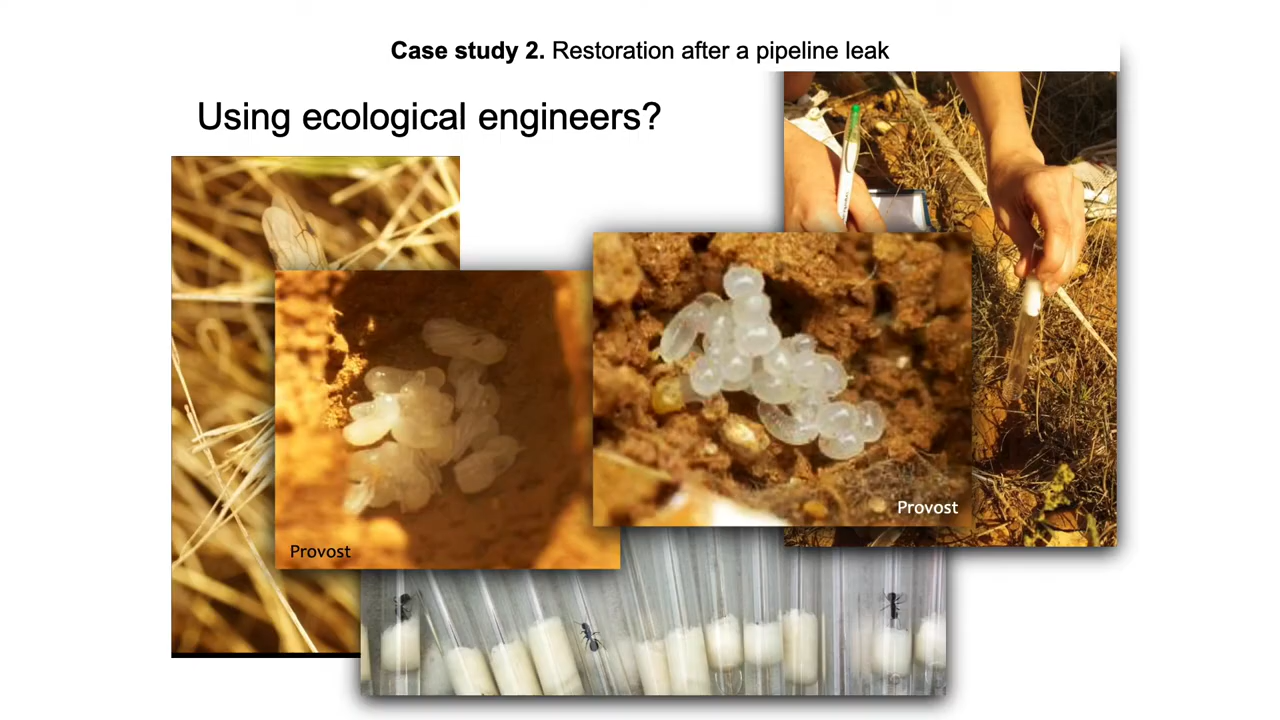 Case study 2. Restoration after a pipeline leak
Using ecological engineers?
Provost
Provost